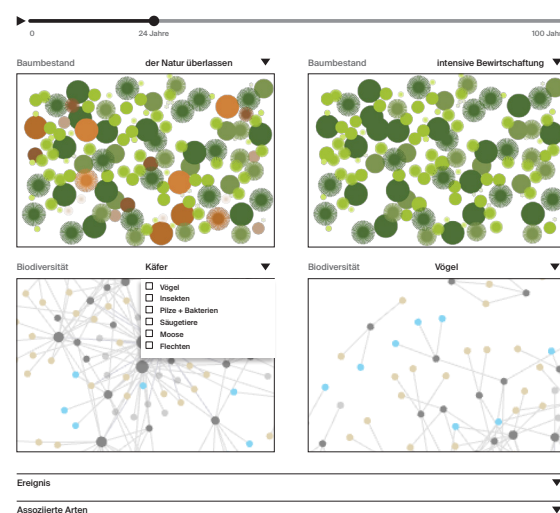 0 24 Jahre 100 Jahr
Baumbestand der Natur überlassen
Baumbestand intensive Bewirtschaftung
Biodiversität Käfer
Vögel
Insekten
Pilze + Bakterien
Säugetiere
Moose
Flechten
Biodiversität Vögel
Ereignis
Assoziierte Arten